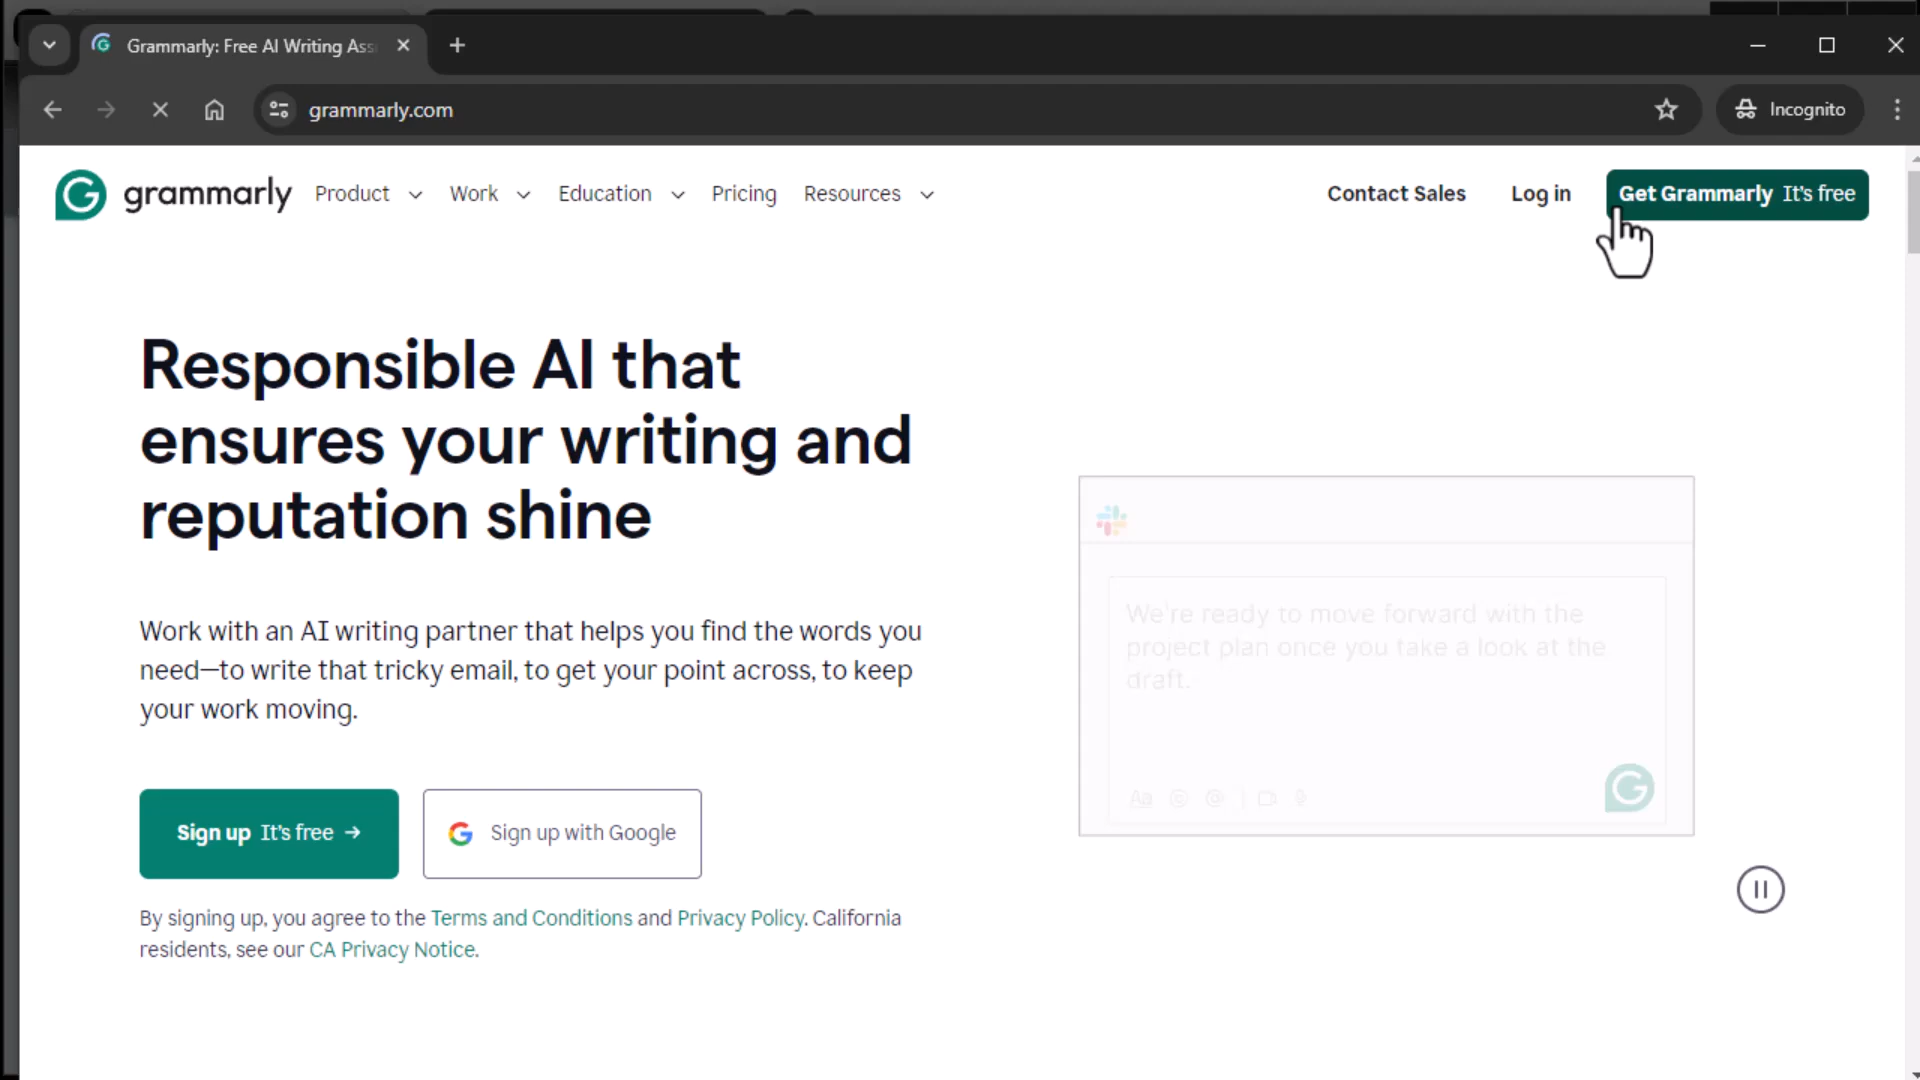 Grammarly: Free AI Writing Ass
grammarly.com
Incognito
grammarly
Product
Work
Education
Pricing
Resources
Contact Sales
Log in
Get Grammarly It's free
Responsible AI that
ensures your writing and
reputation shine
Work with an AI writing partner that helps you find the words you
need—to write that tricky email, to get your point across, to keep
your work moving.
Sign up It's free →
Sign up with Google
By signing up, you agree to the Terms and Conditions and Privacy Policy. California
residents, see our CA Privacy Notice.
We're ready to move forward with the
project plan once you take a look at the
draft.
Aa